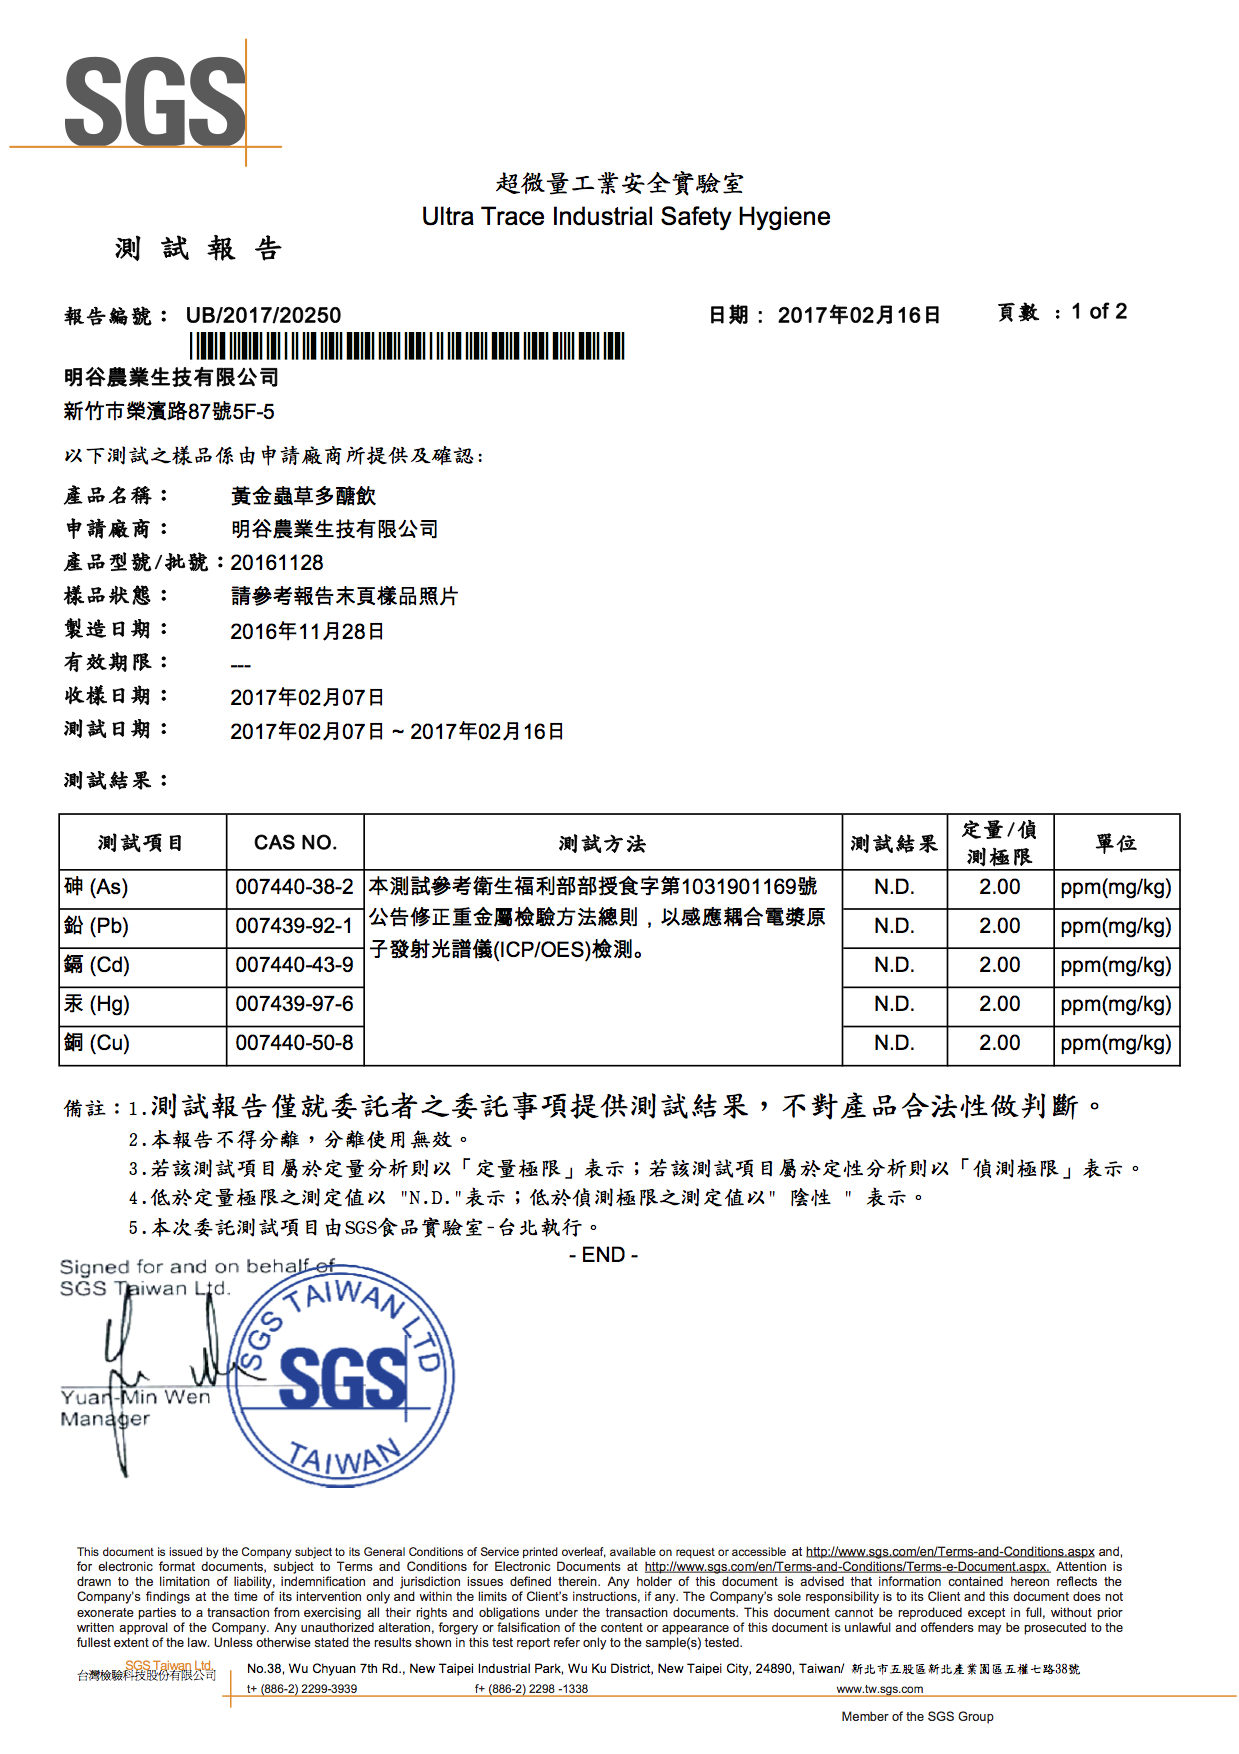 SGS
超微量工業安全實驗室
Ultra Trace Industrial Safety Hygiene
測 試 報 告
報告編號： UB/2017/20250 日期： 2017年02月16日 頁數 ：1 of 2
明谷農業生技有限公司
新竹市榮濱路87號5F-5
以下測試之樣品係由申請廠商所提供及確認:
產品名稱： 黃金蟲草多醣飲
申請廠商： 明谷農業生技有限公司
產品型號/批號：20161128
樣品狀態： 請參考報告末頁樣品照片
製造日期： 2016年11月28日
有效期限： ---
收樣日期： 2017年02月07日
測試日期： 2017年02月07日 ~ 2017年02月16日
測試結果：
測試項目 CAS NO. 測試方法 測試結果 定量/偵測極限 單位
砷 (As) 007440-38-2 本測試參考衛生福利部部授食字第1031901169號 N.D. 2.00 ppm(mg/kg)
鉛 (Pb) 007439-92-1 公告修正重金屬檢驗方法總則，以感應耦合電漿原 N.D. 2.00 ppm(mg/kg)
鎘 (Cd) 007440-43-9 子發射光譜儀(ICP/OES)檢測。 N.D. 2.00 ppm(mg/kg)
汞 (Hg) 007439-97-6 N.D. 2.00 ppm(mg/kg)
銅 (Cu) 007440-50-8 N.D. 2.00 ppm(mg/kg)
備註：1.測試報告僅就委託者之委託事項提供測試結果，不對產品合法性做判斷。
2.本報告不得分離，分離使用無效。
3.若該測試項目屬於定量分析則以「定量極限」表示；若該測試項目屬於定性分析則以「偵測極限」表示。
4.低於定量極限之測定值以 "N.D."表示；低於偵測極限之測定值以" 陰性 " 表示。
5.本次委託測試項目由SGS食品實驗室-台北執行。
- END -
Signed for and on behalf of
SGS Taiwan Ltd.
Yuan-Min Wen
Manager
SGS TAIWAN LTD
SGS
TAIWAN
This document is issued by the Company subject to its General Conditions of Service printed overleaf, available on request or accessible at http://www.sgs.com/en/Terms-and-Conditions.aspx and,
for electronic format documents, subject to Terms and Conditions for Electronic Documents at http://www.sgs.com/en/Terms-and-Conditions/Terms-e-Document.aspx. Attention is
drawn to the limitation of liability, indemnification and jurisdiction issues defined therein. Any holder of this document is advised that information contained hereon reflects the
Company's findings at the time of its intervention only and within the limits of Client's instructions, if any. The Company's sole responsibility is to its Client and this document does not
exonerate parties to a transaction from exercising all their rights and obligations under the transaction documents. This document cannot be reproduced except in full, without prior
written approval of the Company. Any unauthorized alteration, forgery or falsification of the content or appearance of this document is unlawful and offenders may be prosecuted to the
fullest extent of the law. Unless otherwise stated the results shown in this test report refer only to the sample(s) tested.
SGS Taiwan Ltd.
台灣檢驗科技股份有限公司
No.38, Wu Chyuan 7th Rd., New Taipei Industrial Park, Wu Ku District, New Taipei City, 24890, Taiwan/ 新北市五股區新北產業園區五權七路38號
t+ (886-2) 2299-3939 f+ (886-2) 2298 -1338 www.tw.sgs.com
Member of the SGS Group